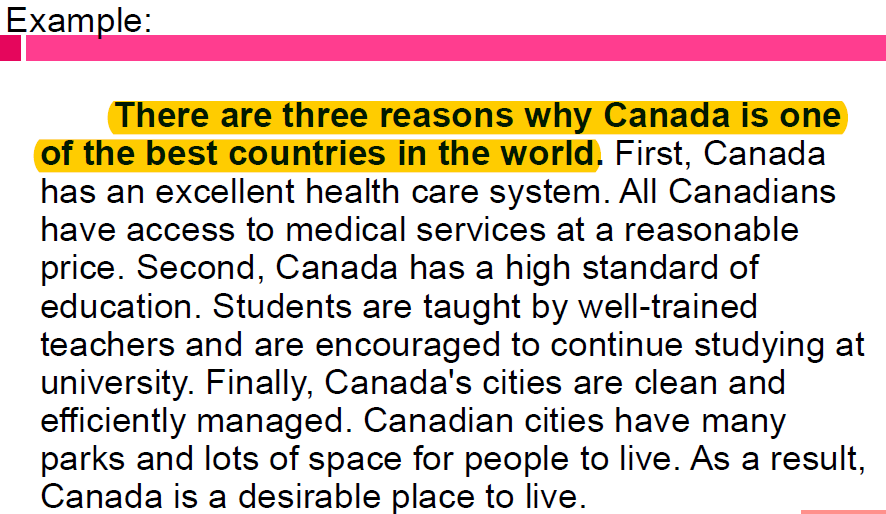 Example:
There are three reasons why Canada is one
of the best countries in the world. First, Canada
has an excellent health care system. All Canadians
have access to medical services at a reasonable
price. Second, Canada has a high standard of
education. Students are taught by well-trained
teachers and are encouraged to continue studying at
university. Finally, Canada's cities are clean and
efficiently managed. Canadian cities have many
parks and lots of space for people to live. As a result,
Canada is a desirable place to live.